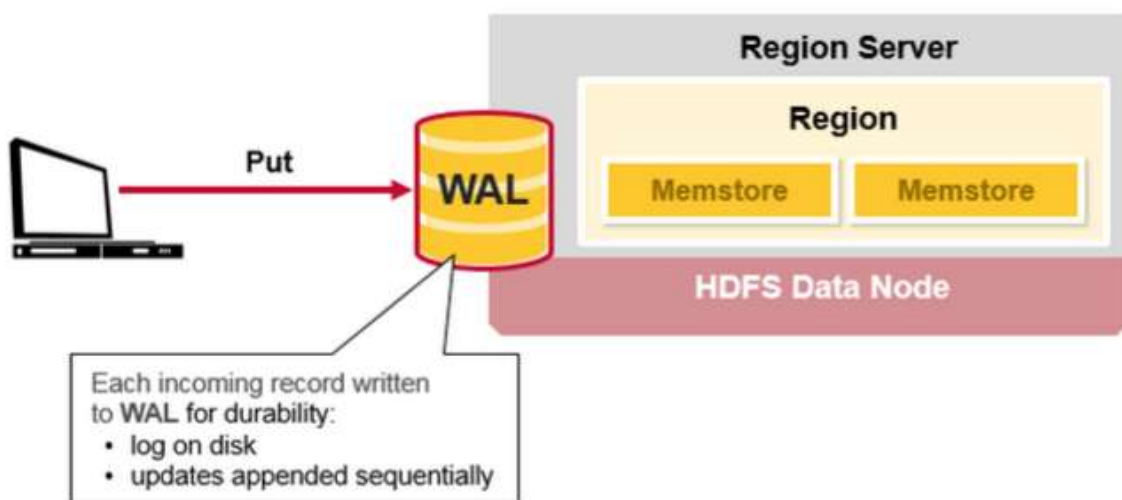 Region Server
Region
Put
WAL
Memstore
Memstore
HDFS Data Node
Each incoming record written
to WAL for durability:
• log on disk
• updates appended sequentially